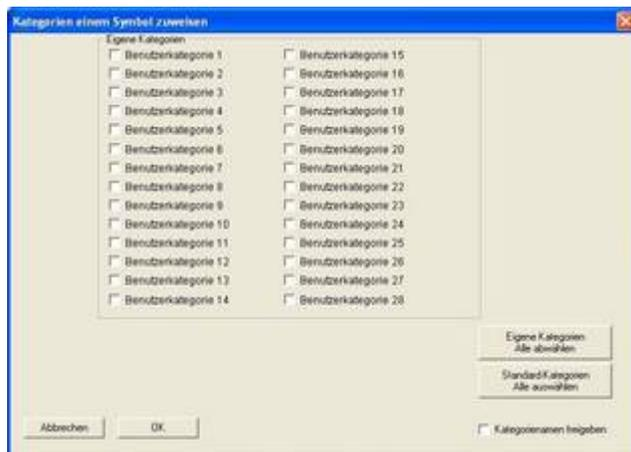 Kategorien einem Symbol zuweisen
Eigene Kategorien
Benutzerkategorie 1
Benutzerkategorie 2
Benutzerkategorie 3
Benutzerkategorie 4
Benutzerkategorie 5
Benutzerkategorie 6
Benutzerkategorie 7
Benutzerkategorie 8
Benutzerkategorie 9
Benutzerkategorie 10
Benutzerkategorie 11
Benutzerkategorie 12
Benutzerkategorie 13
Benutzerkategorie 14
Benutzerkategorie 15
Benutzerkategorie 16
Benutzerkategorie 17
Benutzerkategorie 18
Benutzerkategorie 19
Benutzerkategorie 20
Benutzerkategorie 21
Benutzerkategorie 22
Benutzerkategorie 23
Benutzerkategorie 24
Benutzerkategorie 25
Benutzerkategorie 26
Benutzerkategorie 27
Benutzerkategorie 28
Eigene Kategorien
Alle abwählen
Standard-Kategorien
Alle auswählen
Abbrechen
OK
Kategorienamen freigeben